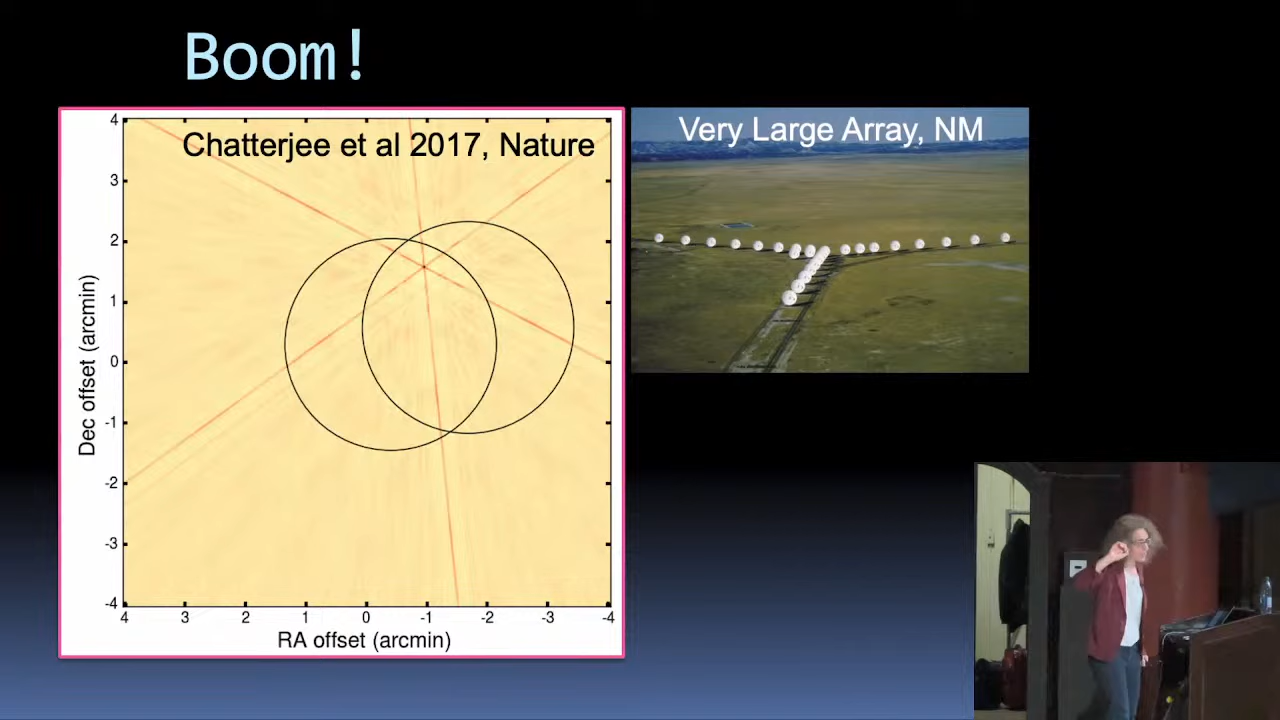 Boom!
Chatterjee et al 2017, Nature
Very Large Array, NM
4
3
2
1
0
-1
-2
-3
-4
Dec offset (arcmin)
4 3 2 1 0 -1 -2 -3 -4
RA offset (arcmin)